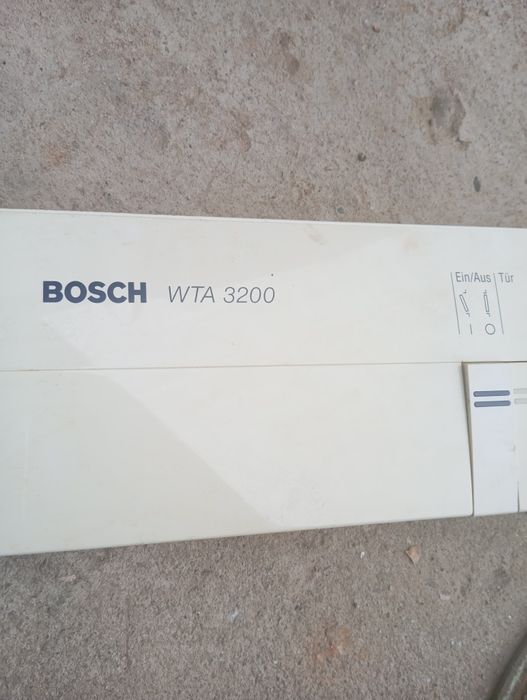 BOSCH WTA 3200
Ein/Aus Tür
I O